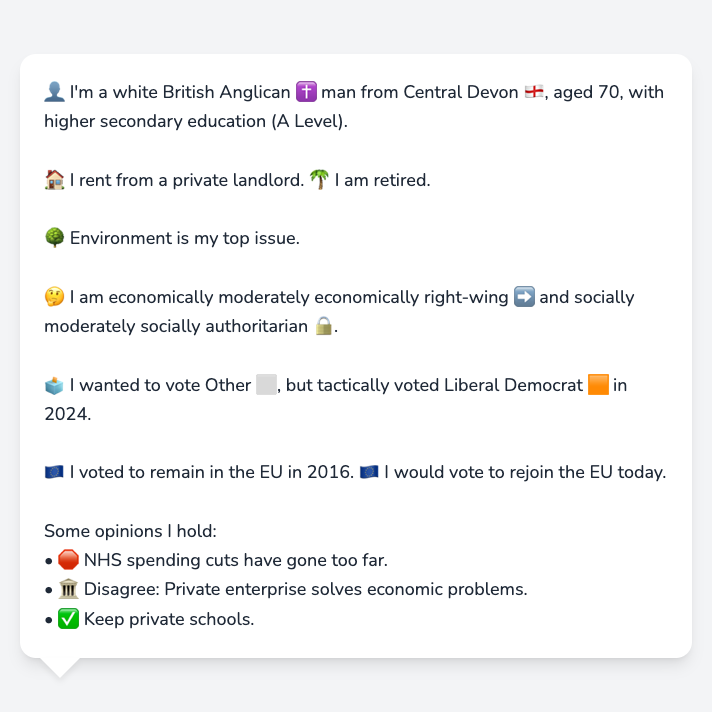 👤 I'm a white British Anglican ✝️ man from Central Devon 🏴󠁧󠁢󠁥󠁮󠁧󠁿, aged 70, with
higher secondary education (A Level).
🏠 I rent from a private landlord. 🌴 I am retired.
🌳 Environment is my top issue.
🤔 I am economically moderately economically right-wing ➡️ and socially
moderately socially authoritarian 🔒.
🗳️ I wanted to vote Other ⬜, but tactically voted Liberal Democrat 🟧 in
2024.
🇪🇺 I voted to remain in the EU in 2016. 🇪🇺 I would vote to rejoin the EU today.
Some opinions I hold:
• 🛑 NHS spending cuts have gone too far.
• 🏛️ Disagree: Private enterprise solves economic problems.
• ✅ Keep private schools.